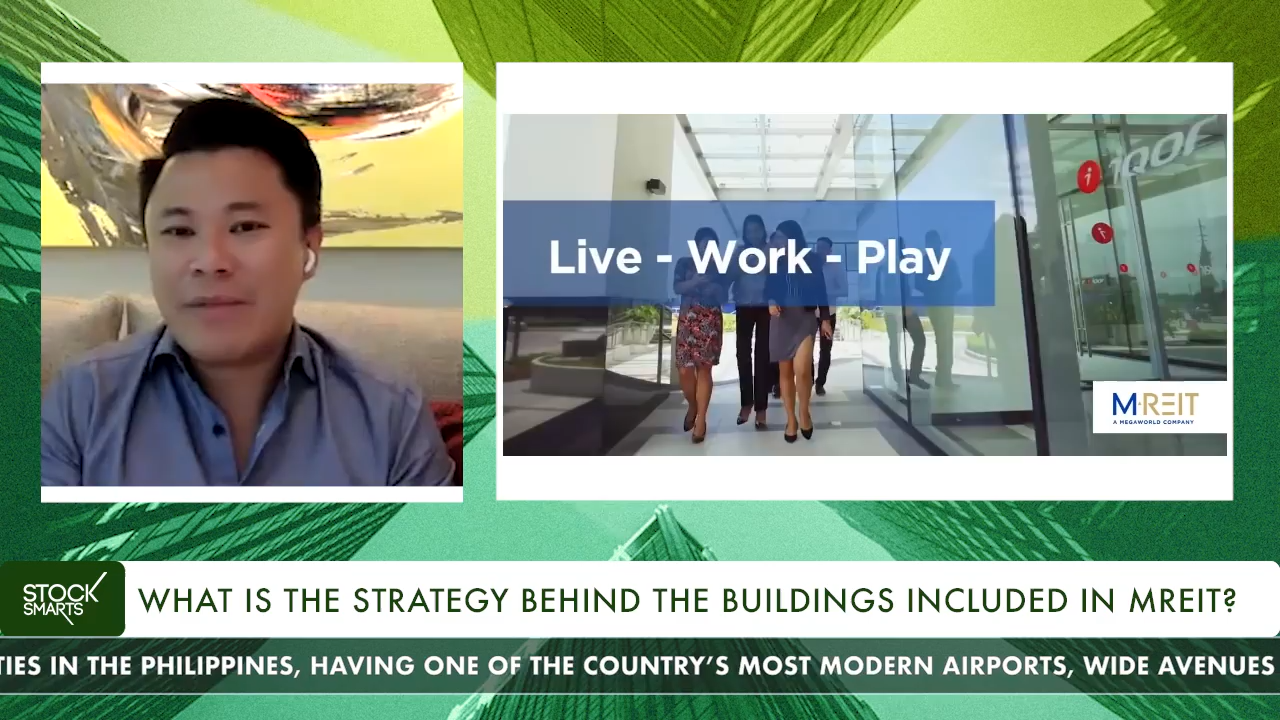 iQor
Live - Work - Play
M·REIT
A MEGAWORLD COMPANY
STOCK
SMARTS
WHAT IS THE STRATEGY BEHIND THE BUILDINGS INCLUDED IN MREIT?
TIES IN THE PHILIPPINES, HAVING ONE OF THE COUNTRY'S MOST MODERN AIRPORTS, WIDE AVENUES